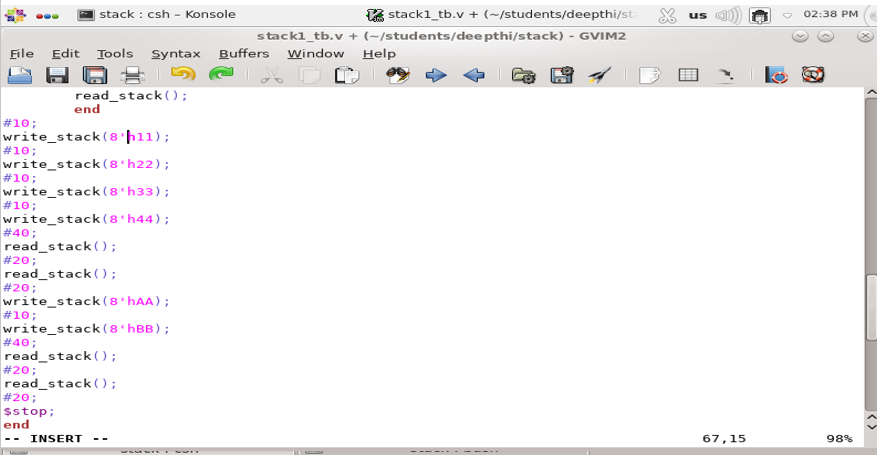 stack : csh – Konsole
stack1_tb.v + (~/students/deepthi/sta
us
02:38 PM
stack1_tb.v + (~/students/deepthi/stack) - GVIM2
File Edit Tools Syntax Buffers Window Help
read_stack();
end
#10;
write_stack(8'h11);
#10;
write_stack(8'h22);
#10;
write_stack(8'h33);
#10;
write_stack(8'h44);
#40;
read_stack();
#20;
read_stack();
#20;
write_stack(8'hAA);
#10;
write_stack(8'hBB);
#40;
read_stack();
#20;
read_stack();
#20;
$stop;
end
-- INSERT -- 67,15 98%